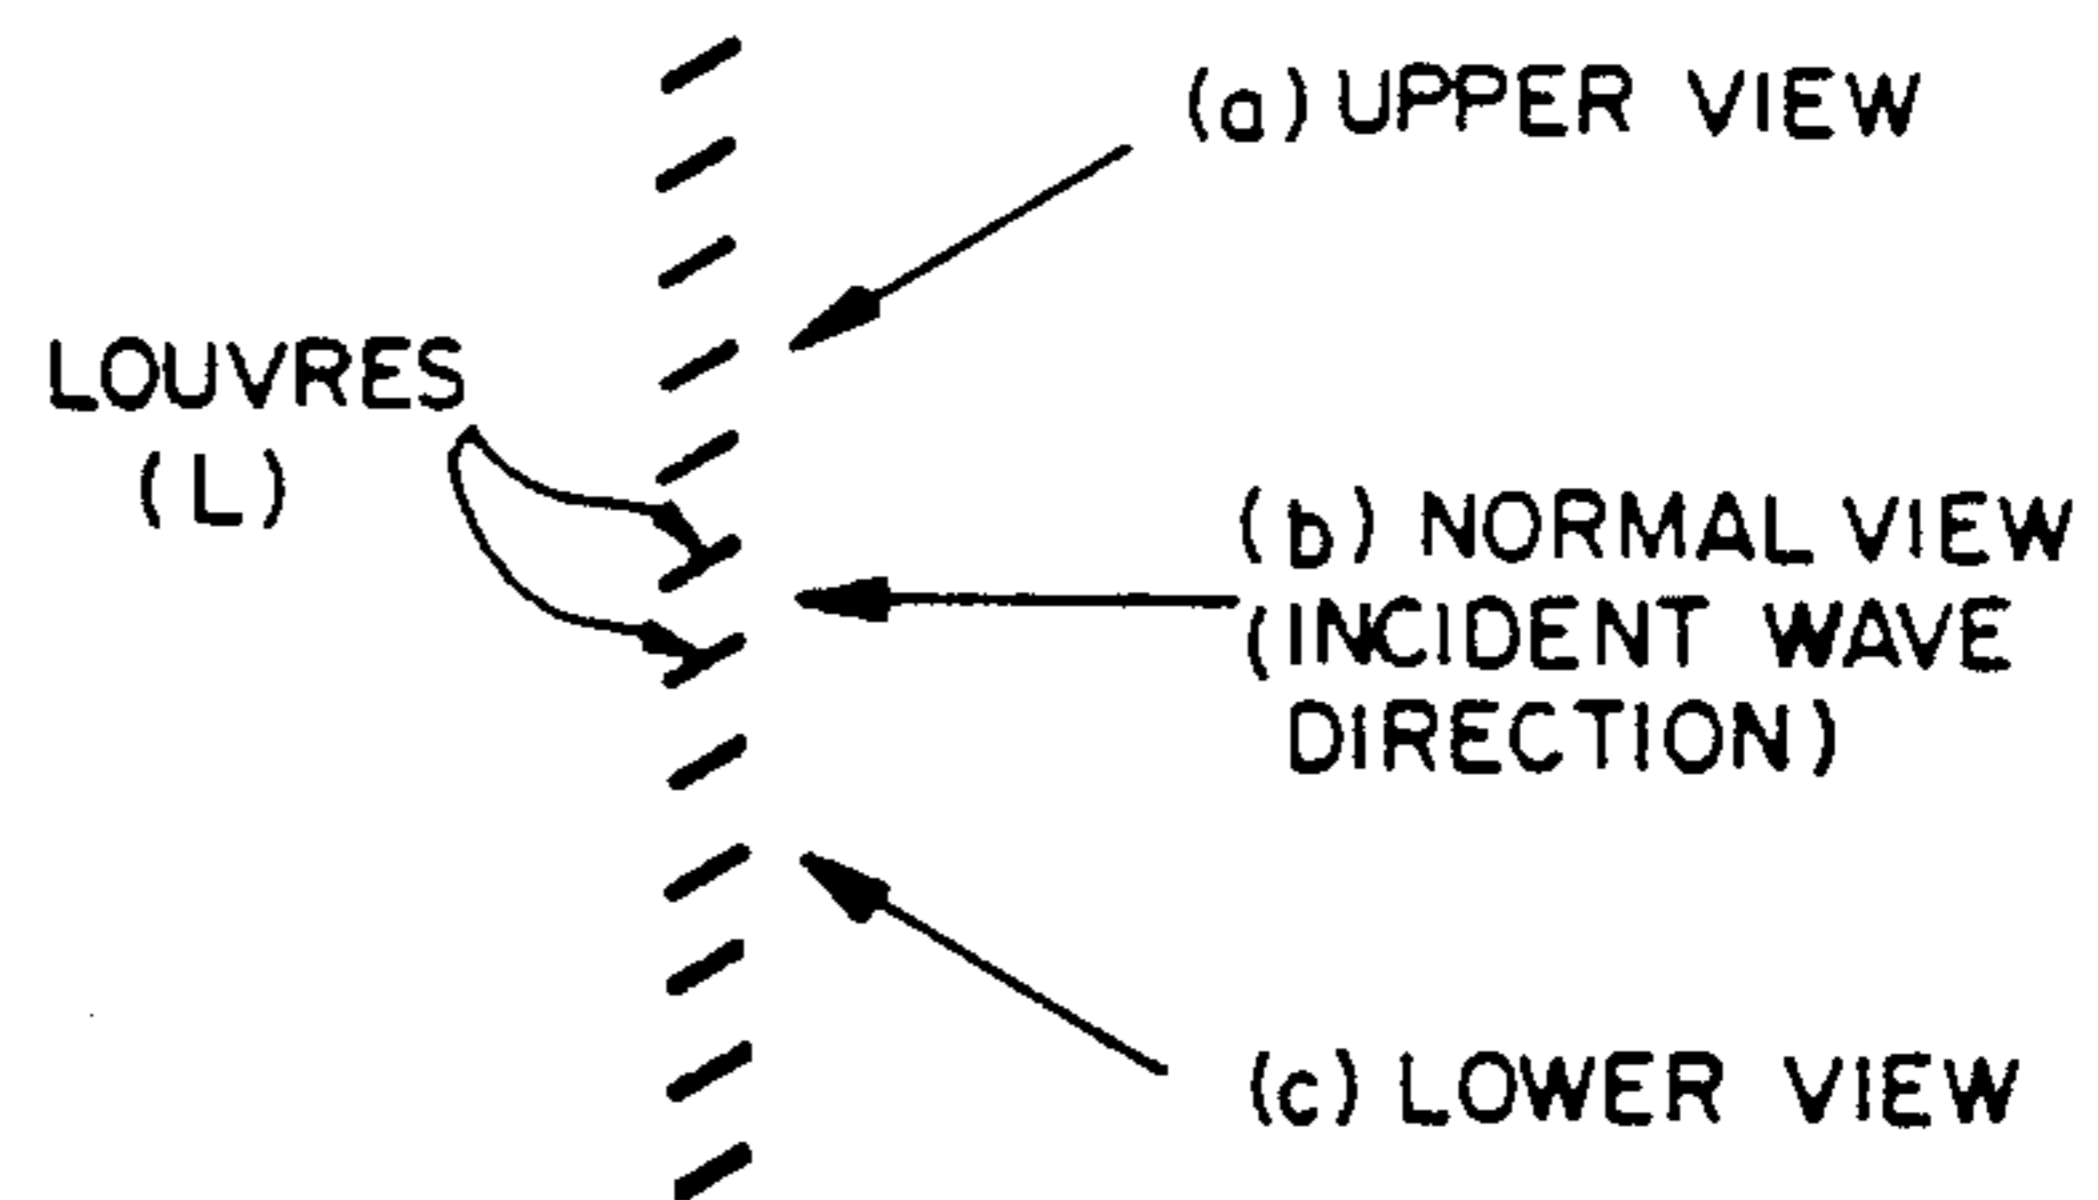 (a) UPPER VIEW
LOUVRES
(L)
(b) NORMAL VIEW
(INCIDENT WAVE
DIRECTION)
(c) LOWER VIEW